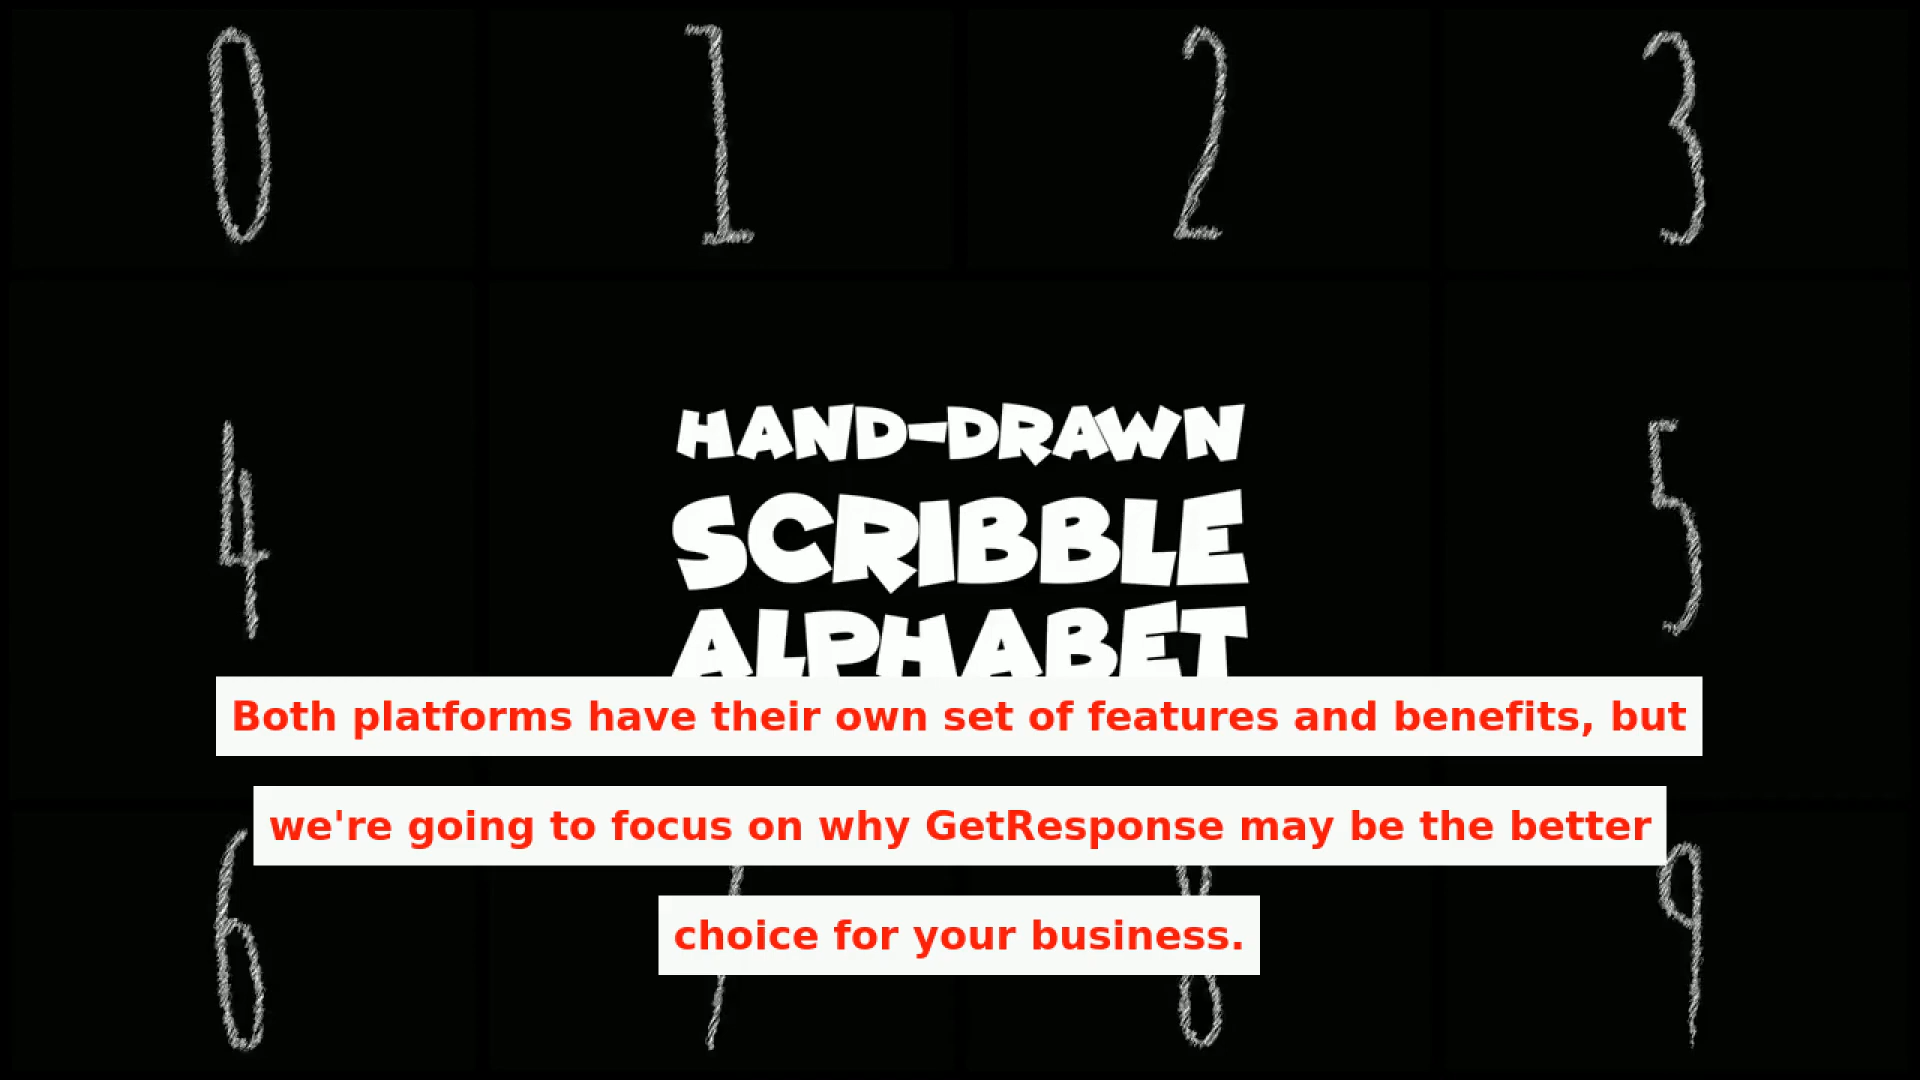 0 1 2 3
HAND-DRAWN
4 5
SCRIBBLE
ALPHABET
Both platforms have their own set of features and benefits, but
we're going to focus on why GetResponse may be the better
choice for your business.
6 8 9